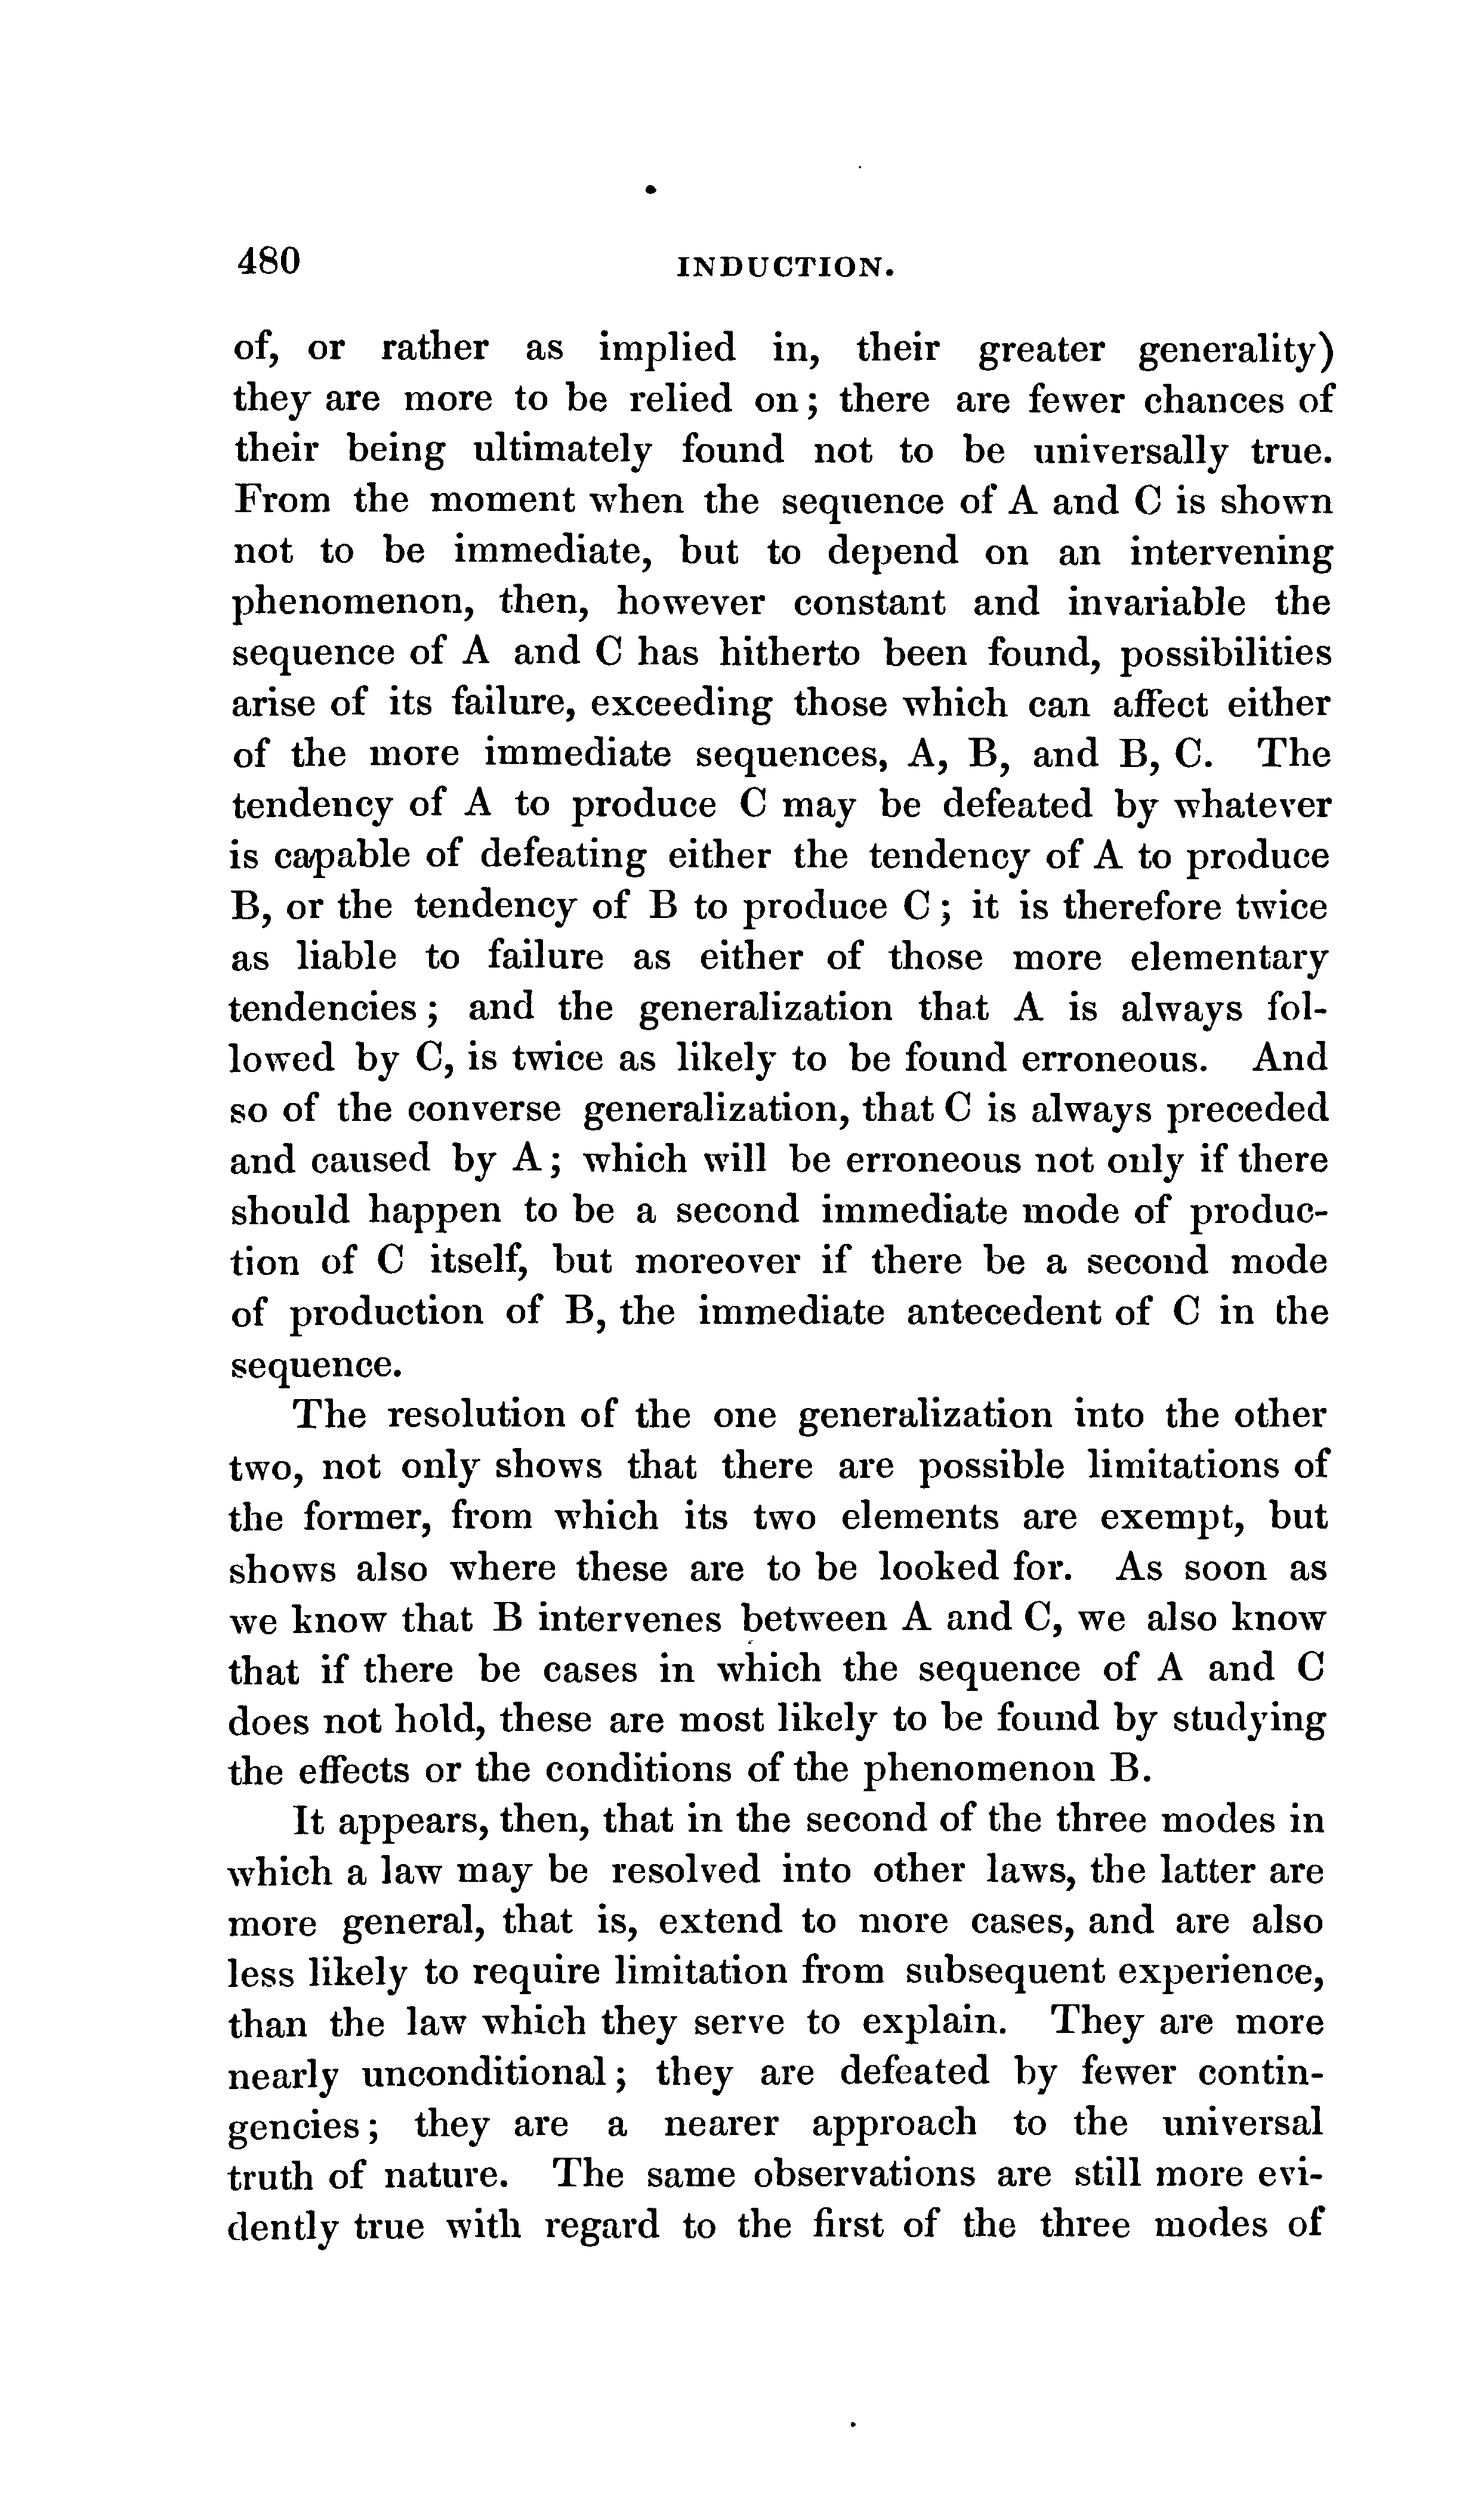 480 INDUCTION.
of, or rather as implied in, their greater generality)
they are more to be relied on; there are fewer chances of
their being ultimately found not to be universally true.
From the moment when the sequence of A and C is shown
not to be immediate, but to depend on an intervening
phenomenon, then, however constant and invariable the
sequence of A and C has hitherto been found, possibilities
arise of its failure, exceeding those which can affect either
of the more immediate sequences, A, B, and B, C. The
tendency of A to produce C may be defeated by whatever
is capable of defeating either the tendency of A to produce
B, or the tendency of B to produce C; it is therefore twice
as liable to failure as either of those more elementary
tendencies; and the generalization that A is always fol-
lowed by C, is twice as likely to be found erroneous. And
so of the converse generalization, that C is always preceded
and caused by A; which will be erroneous not only if there
should happen to be a second immediate mode of produc-
tion of C itself, but moreover if there be a second mode
of production of B, the immediate antecedent of C in the
sequence.
The resolution of the one generalization into the other
two, not only shows that there are possible limitations of
the former, from which its two elements are exempt, but
shows also where these are to be looked for. As soon as
we know that B intervenes between A and C, we also know
that if there be cases in which the sequence of A and C
does not hold, these are most likely to be found by studying
the effects or the conditions of the phenomenon B.
It appears, then, that in the second of the three modes in
which a law may be resolved into other laws, the latter are
more general, that is, extend to more cases, and are also
less likely to require limitation from subsequent experience,
than the law which they serve to explain. They are more
nearly unconditional; they are defeated by fewer contin-
gencies; they are a nearer approach to the universal
truth of nature. The same observations are still more evi-
dently true with regard to the first of the three modes of